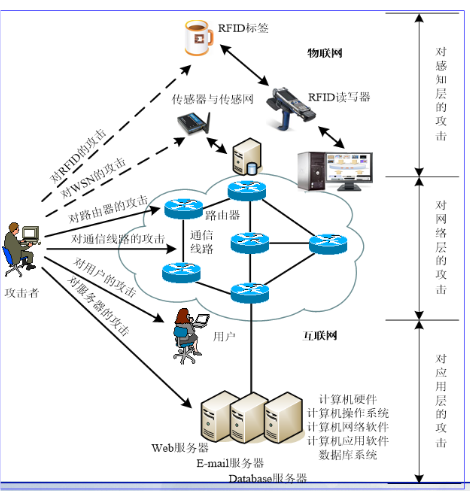 RFID标签
物联网
传感器与传感网
RFID读写器
对感知层的攻击
对RFID的攻击
对WSN的攻击
对路由器的攻击
路由器
对通信线路的攻击
通信
线路
对网络层的攻击
攻击者
对用户的攻击
对服务器的攻击
用户
互联网
对应用层的攻击
计算机硬件
计算机操作系统
计算机网络软件
计算机应用软件
数据库系统
Web服务器
E-mail服务器
Database服务器